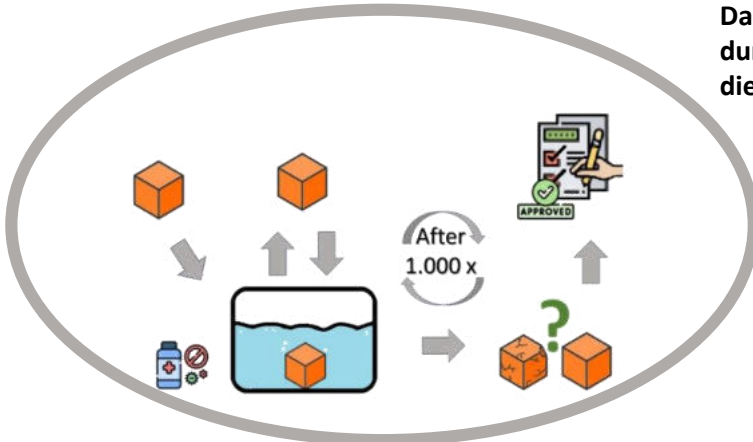 Da
dur
die
After
1.000 x
APPROVED
?